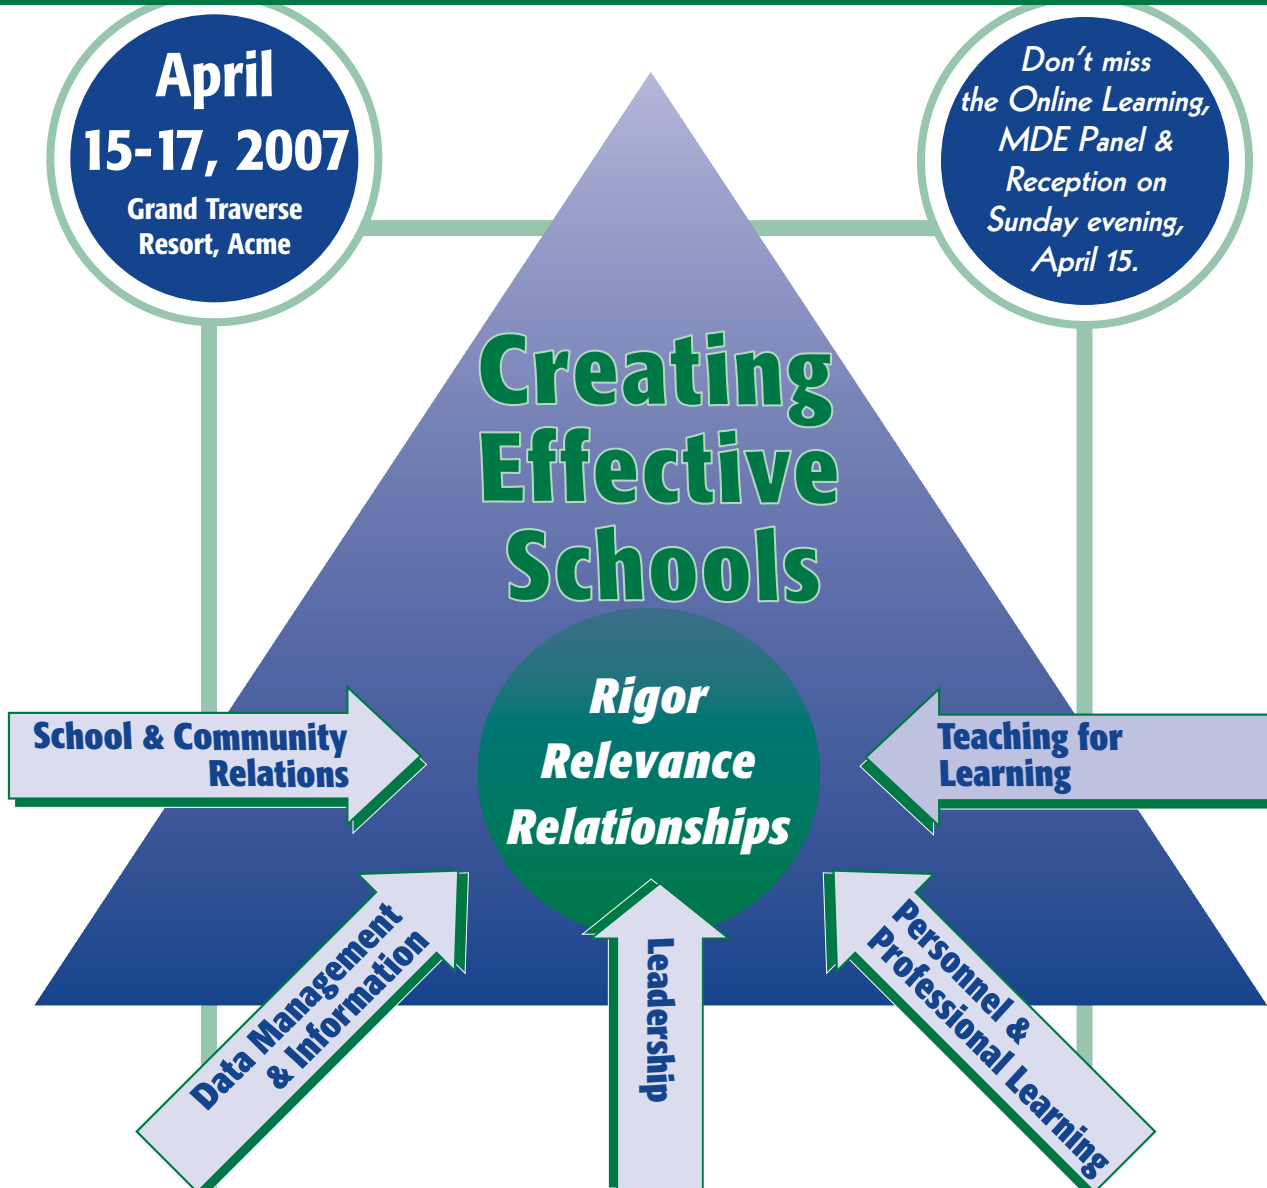 April
15-17, 2007
Grand Traverse
Resort, Acme
Don't miss
the Online Learning,
MDE Panel &
Reception on
Sunday evening,
April 15.
Creating
Effective
Schools
Rigor
Relevance
Relationships
School & Community
Relations
Teaching for
Learning
Data Management
& Information
Leadership
Personnel &
Professional Learning